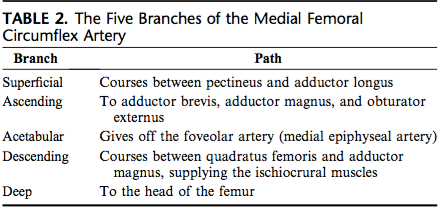 TABLE 2. The Five Branches of the Medial Femoral
Circumflex Artery
Branch Path
Superficial Courses between pectineus and adductor longus
Ascending To adductor brevis, adductor magnus, and obturator
externus
Acetabular Gives off the foveolar artery (medial epiphyseal artery)
Descending Courses between quadratus femoris and adductor
magnus, supplying the ischiocrural muscles
Deep To the head of the femur